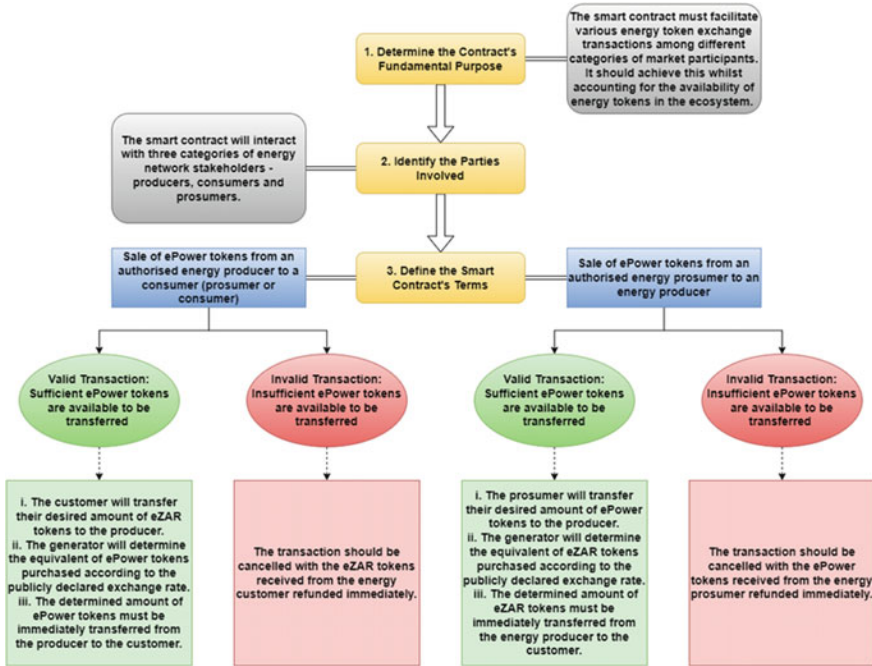 1. Determine the Contract's
Fundamental Purpose
The smart contract must facilitate
various energy token exchange
transactions among different
categories of market participants.
It should achieve this whilst
accounting for the availability of
energy tokens in the ecosystem.
The smart contract will interact
with three categories of energy
network stakeholders -
producers, consumers and
prosumers.
2. Identify the Parties
Involved
Sale of ePower tokens from an
authorised energy producer to a
consumer (prosumer or
consumer)
3. Define the Smart
Contract's Terms
Sale of ePower tokens from an
authorised energy prosumer to an
energy producer
Valid Transaction:
Sufficient ePower tokens
are available to be
transferred
Invalid Transaction:
Insufficient ePower tokens
are available to be
transferred
Valid Transaction:
Sufficient ePower tokens
are available to be
transferred
Invalid Transaction:
Insufficient ePower tokens
are available to be
transferred
i. The customer will transfer
their desired amount of eZAR
tokens to the producer.
ii. The generator will determine
the equivalent of ePower tokens
purchased according to the
publicly declared exchange rate.
iii. The determined amount of
ePower tokens must be
immediately transferred from
the producer to the customer.
The transaction should be
cancelled with the eZAR tokens
received from the energy
customer refunded immediately.
i. The prosumer will transfer
their desired amount of ePower
tokens to the producer.
ii. The generator will determine
the equivalent of eZAR tokens
purchased according to the
publicly declared exchange rate.
iii. The determined amount of
eZAR tokens must be
immediately transferred from
the energy producer to the
customer.
The transaction should be
cancelled with the ePower
tokens received from the energy
prosumer refunded immediately.